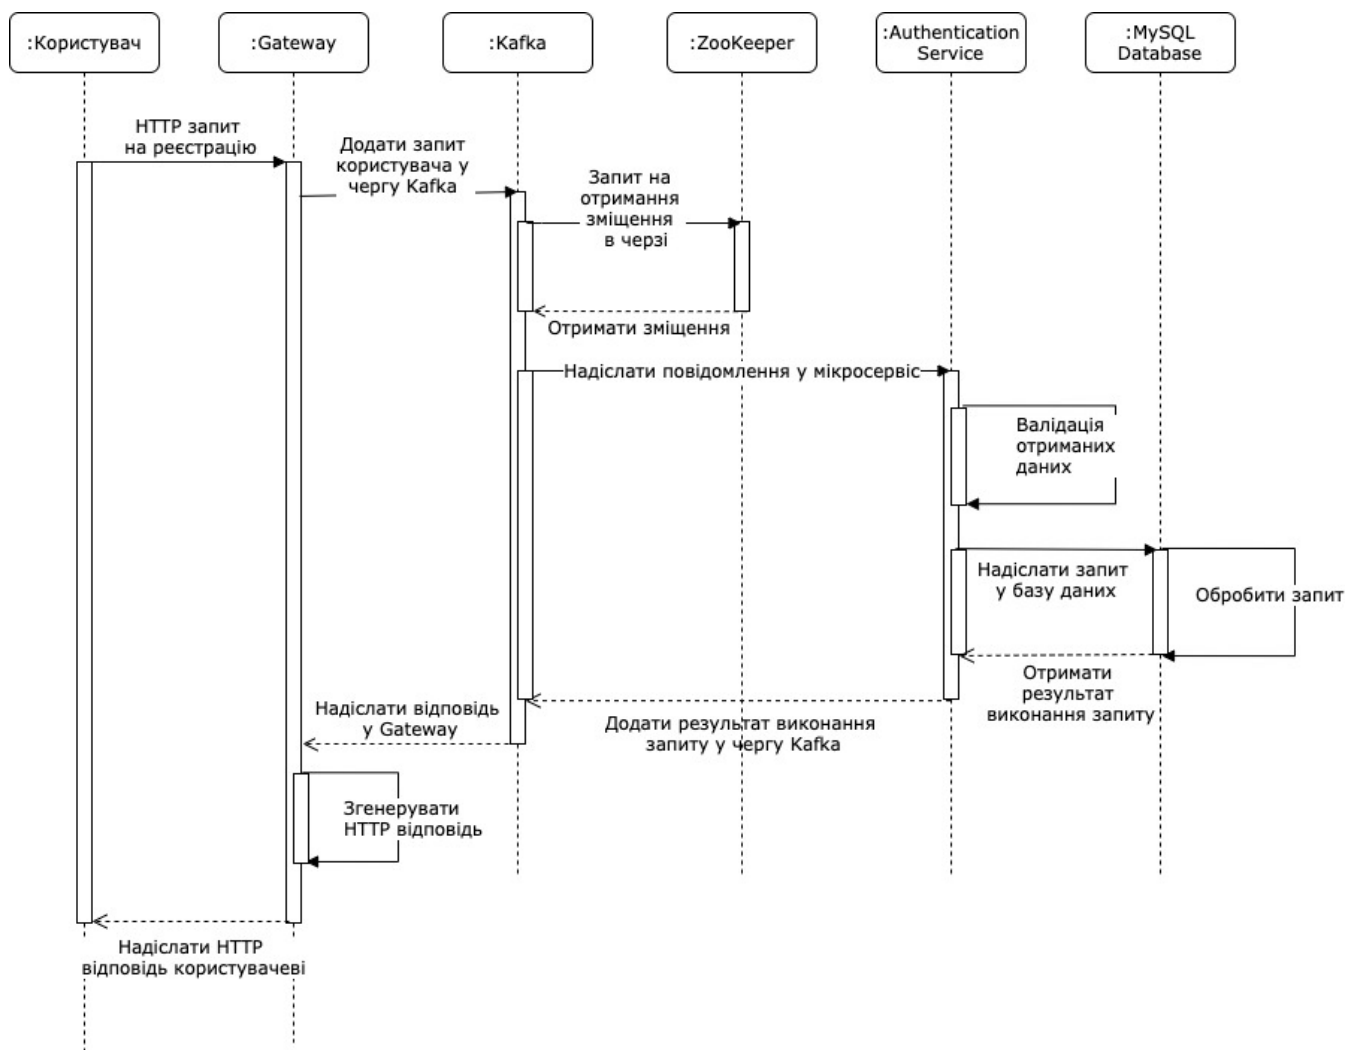 :Користувач
:Gateway
:Kafka
:ZooKeeper
:Authentication
Service
:MySQL
Database
HTTP запит
на реєстрацію
Додати запит
користувача у
чергу Kafka
Запит на
отримання
зміщення
в черзі
Отримати зміщення
Надіслати повідомлення у мікросервіс
Валідація
отриманих
даних
Надіслати запит
у базу даних
Обробити запит
Отримати
результат
виконання запиту
Додати результат виконання
запиту у чергу Kafka
Надіслати відповідь
у Gateway
Згенерувати
HTTP відповідь
Надіслати HTTP
відповідь користувачеві